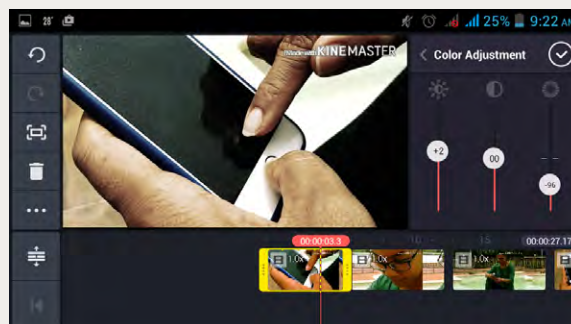 28°
25% 9:22 AM
Made with KINEMASTER
Color Adjustment
+2
00
-96
00:00:03.3
10
15
00:00:27.17
1.0x
1.0x
1.0x